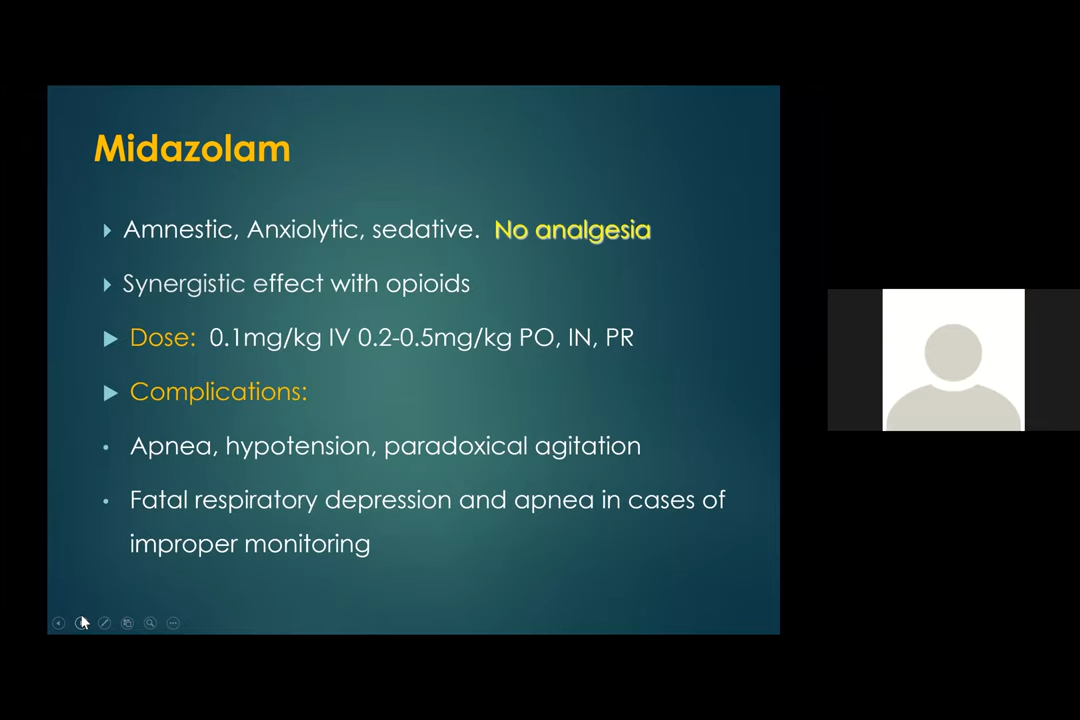 Midazolam
Amnestic, Anxiolytic, sedative. No analgesia
Synergistic effect with opioids
Dose: 0.1mg/kg IV 0.2-0.5mg/kg PO, IN, PR
Complications:
Apnea, hypotension, paradoxical agitation
Fatal respiratory depression and apnea in cases of
improper monitoring